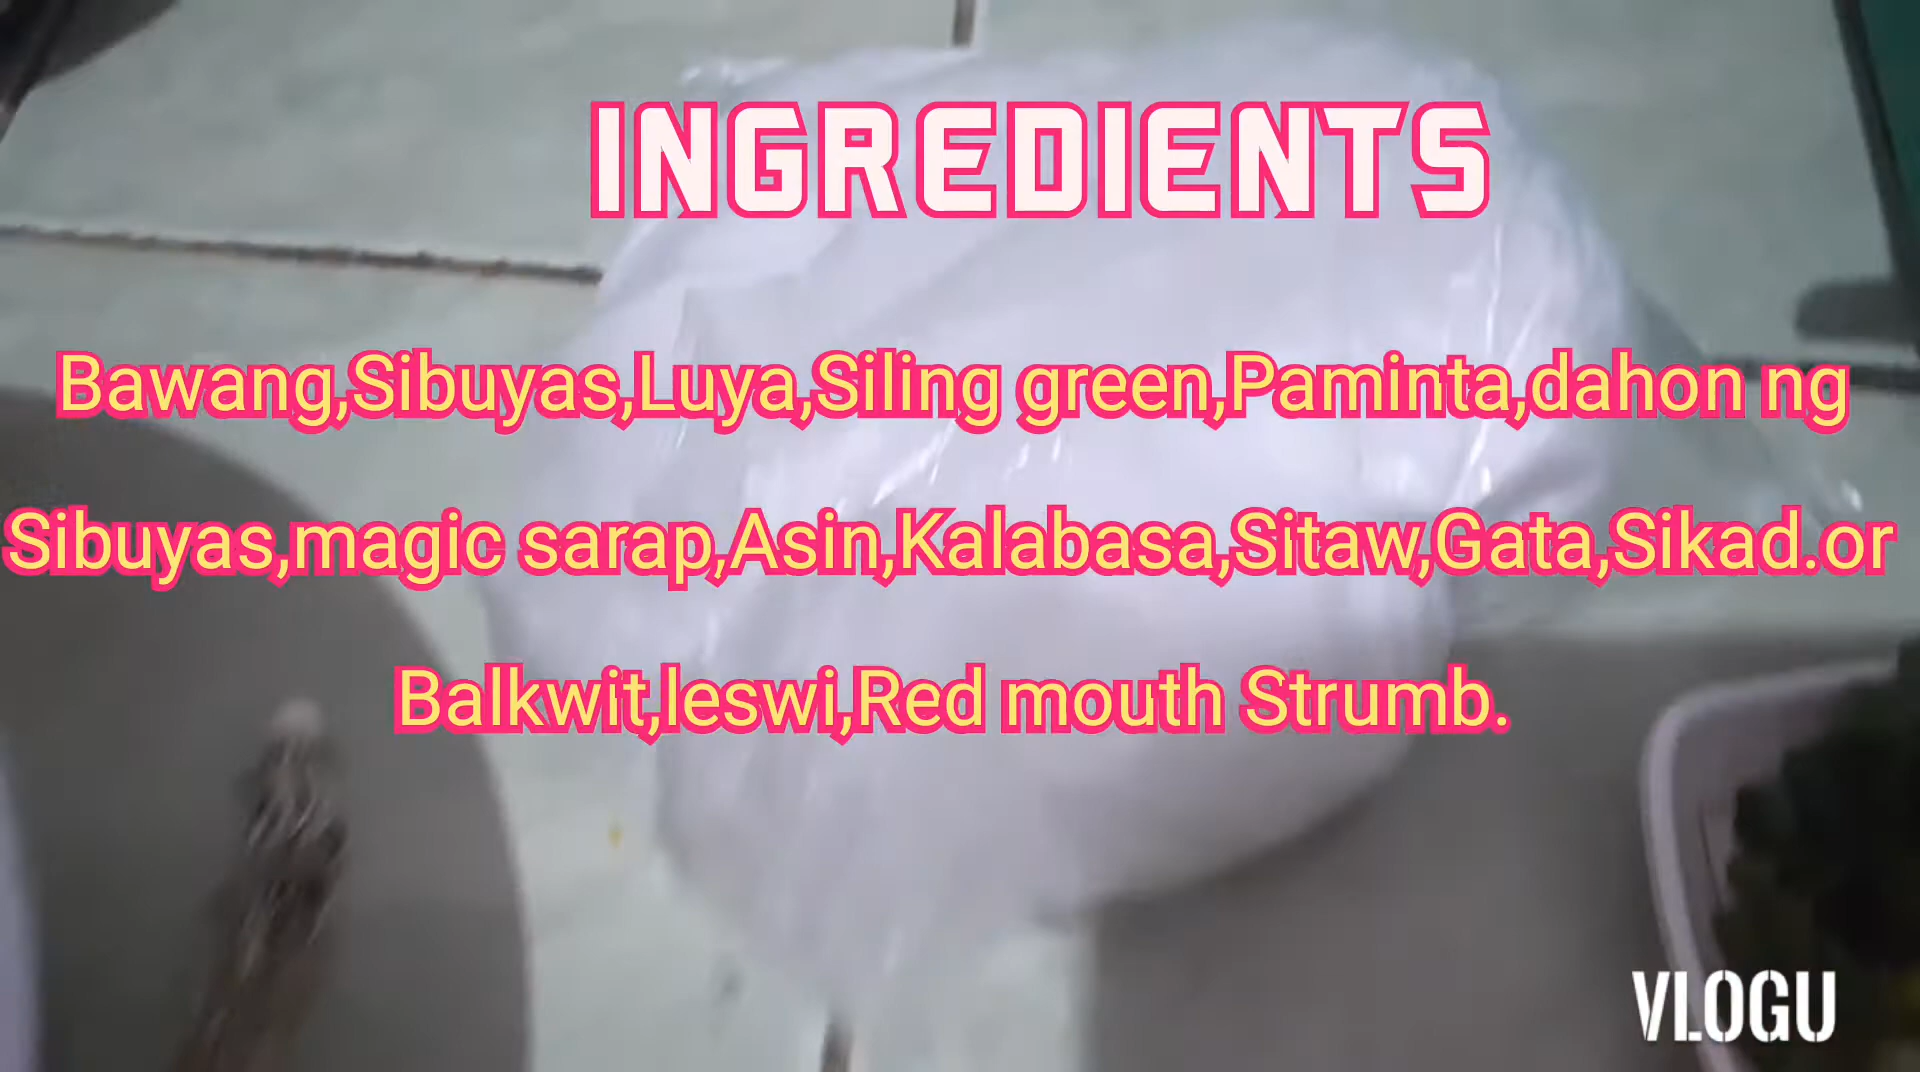 INGREDIENTS
Bawang,Sibuyas,Luya,Siling green,Paminta,dahon ng
Sibuyas,magic sarap,Asin,Kalabasa,Sitaw,Gata,Sikad.or
Balkwit,leswi,Red mouth Strumb.
VLOGU